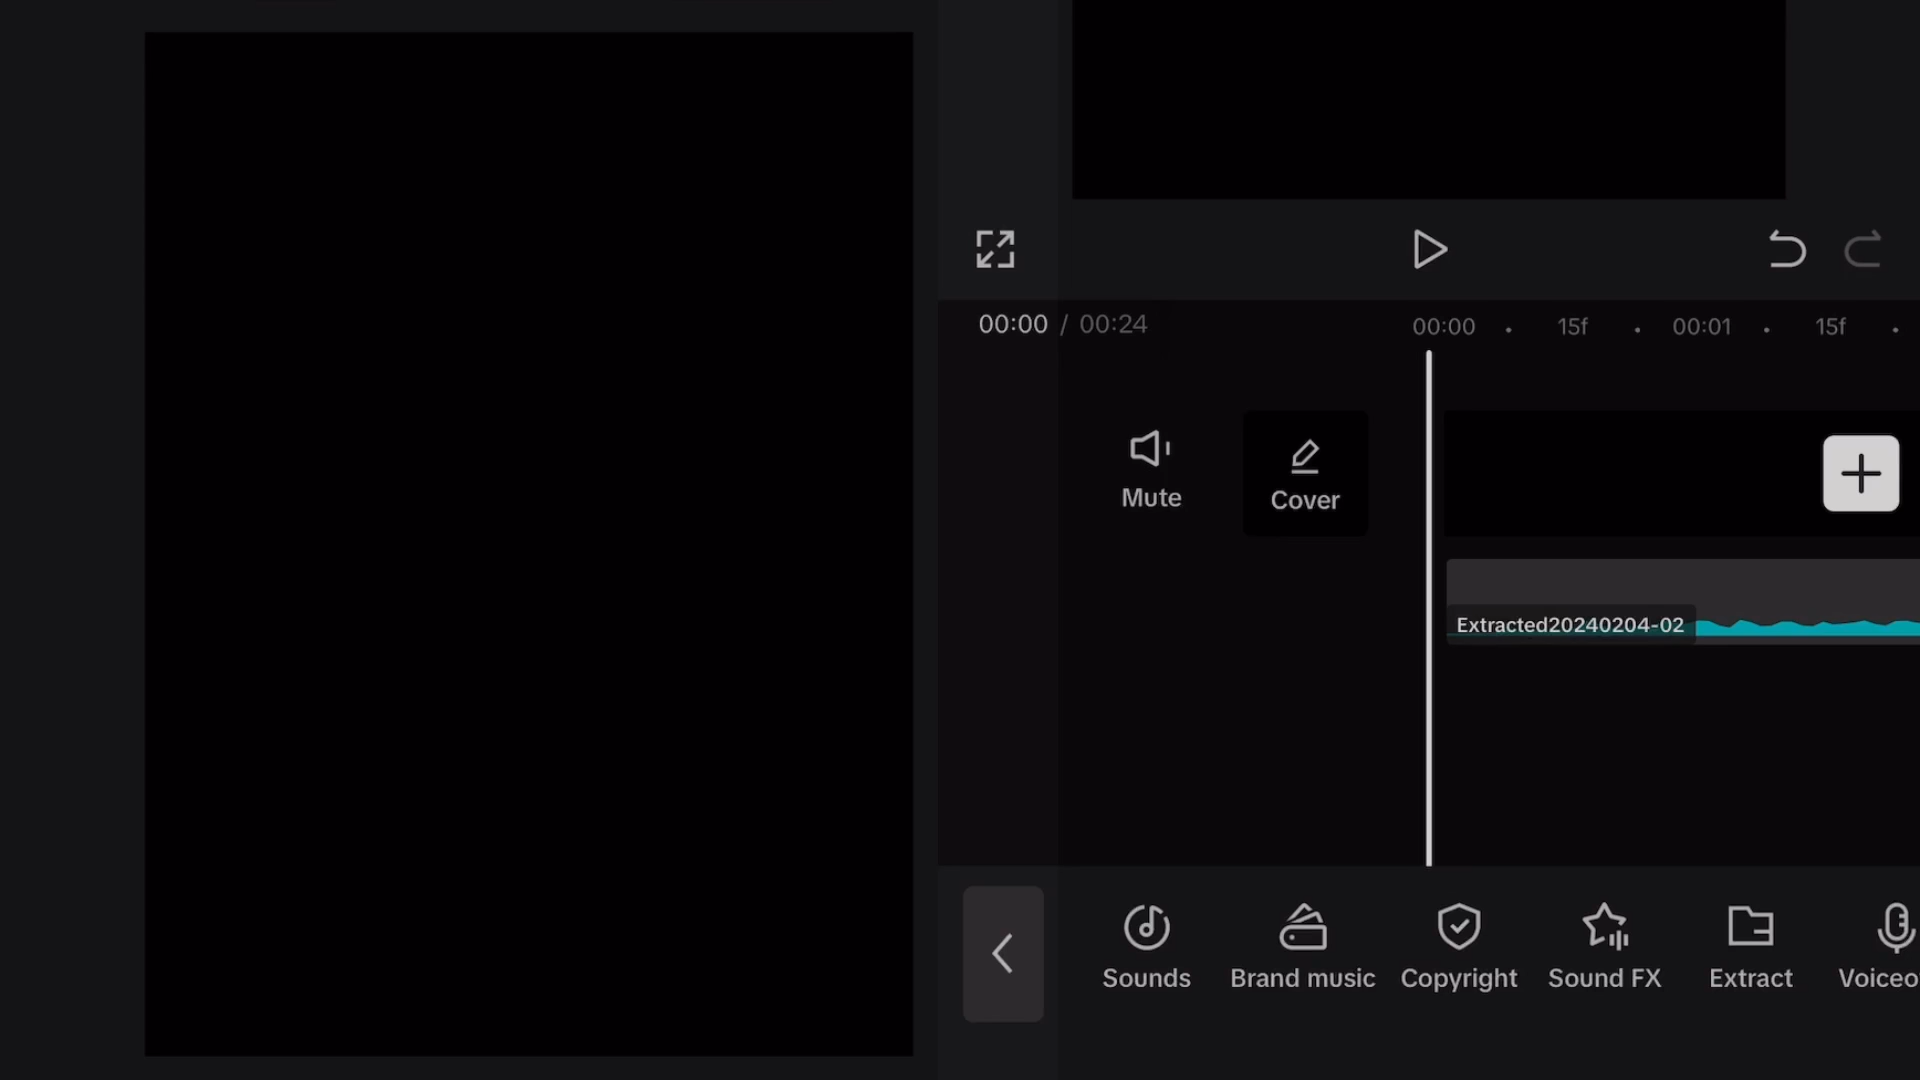 00:00 / 00:24
00:00 · 15f · 00:01 · 15f ·
Mute
Cover
Extracted20240204-02
Sounds
Brand music
Copyright
Sound FX
Extract
Voiceo